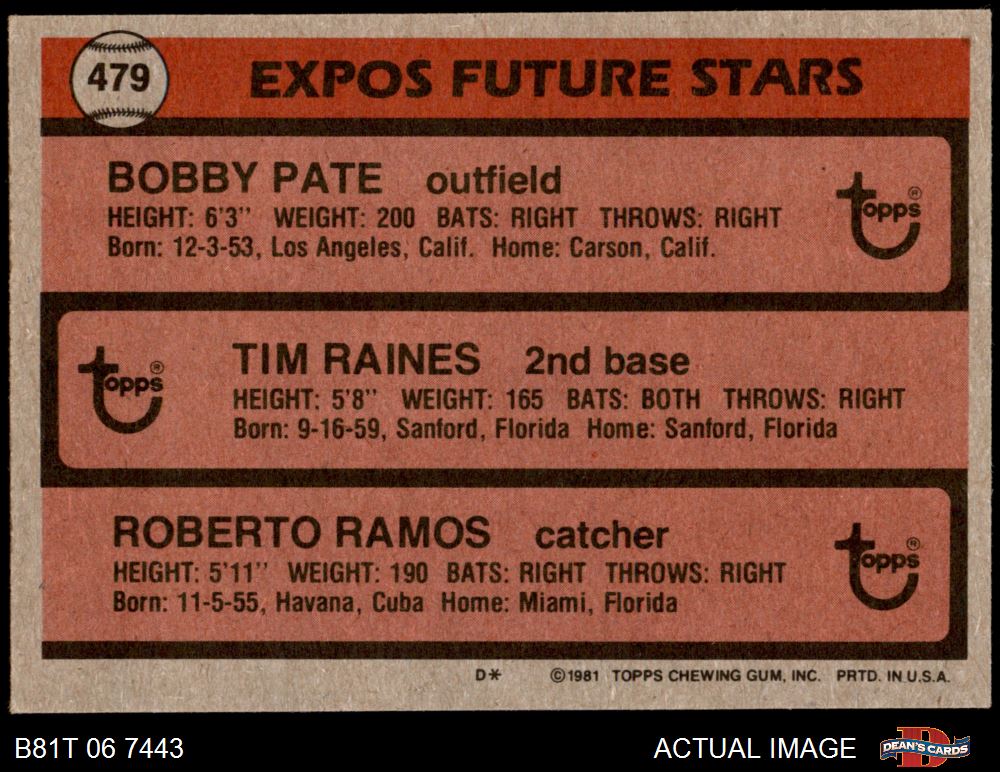 479
EXPOS FUTURE STARS
BOBBY PATE outfield
HEIGHT: 6'3" WEIGHT: 200 BATS: RIGHT THROWS: RIGHT
Born: 12-3-53, Los Angeles, Calif. Home: Carson, Calif.
topps ®
TIM RAINES 2nd base
HEIGHT: 5'8" WEIGHT: 165 BATS: BOTH THROWS: RIGHT
Born: 9-16-59, Sanford, Florida Home: Sanford, Florida
topps ®
ROBERTO RAMOS catcher
HEIGHT: 5'11" WEIGHT: 190 BATS: RIGHT THROWS: RIGHT
Born: 11-5-55, Havana, Cuba Home: Miami, Florida
topps ®
D* ©1981 TOPPS CHEWING GUM, INC. PRTD. IN U.S.A.
B81T 06 7443
ACTUAL IMAGE
D
DEAN'S CARDS